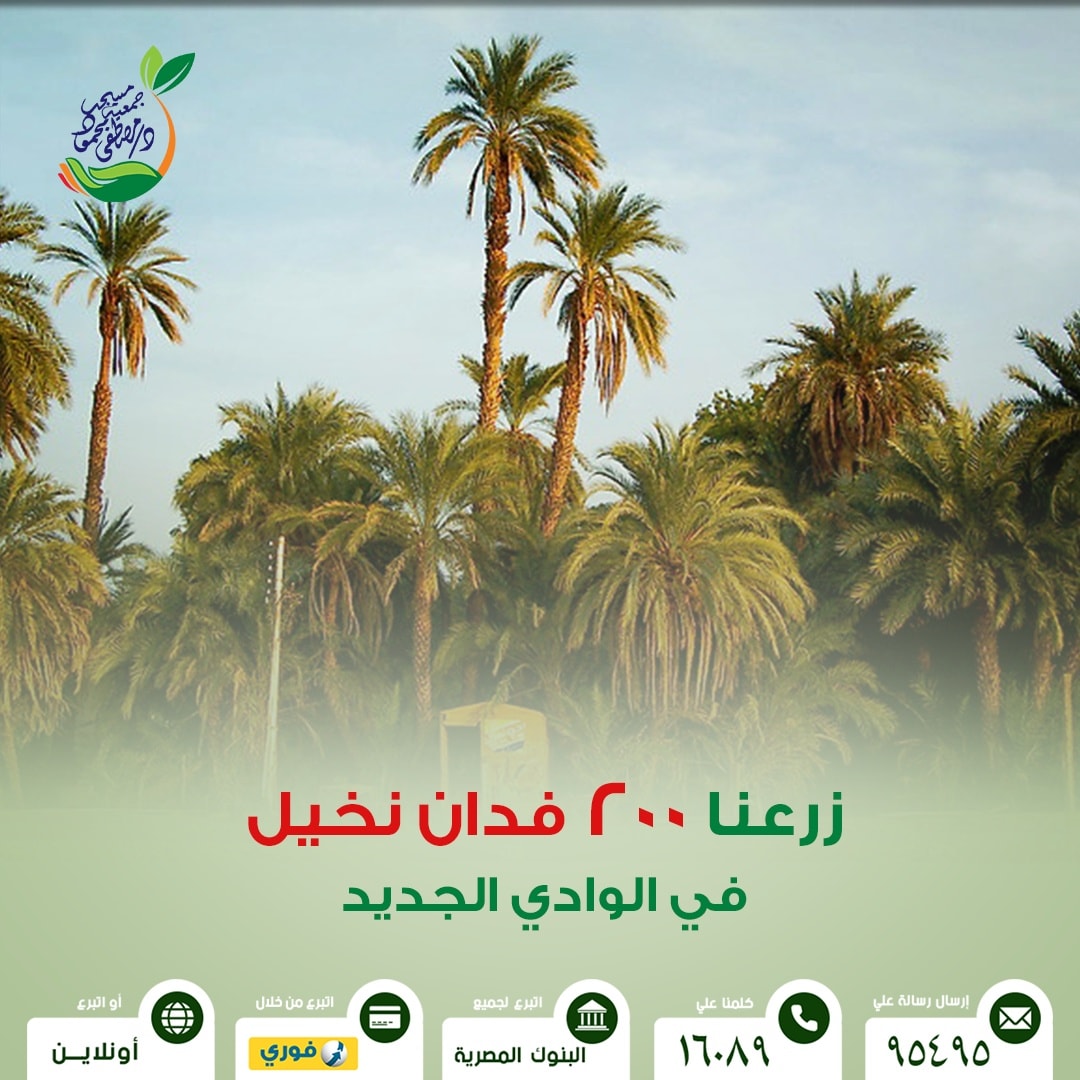 جمعية مسجد
د/مصطفى محمود
زرعنا ٢٠٠ فدان نخيل
في الوادي الجديد
إرسال رسالة علي
٩٥٤٩٥
كلمنا علي
١٦٠٨٩
اتبرع لجميع
البنوك المصرية
اتبرع من خلال
فوري
أو اتبرع
أونلاين